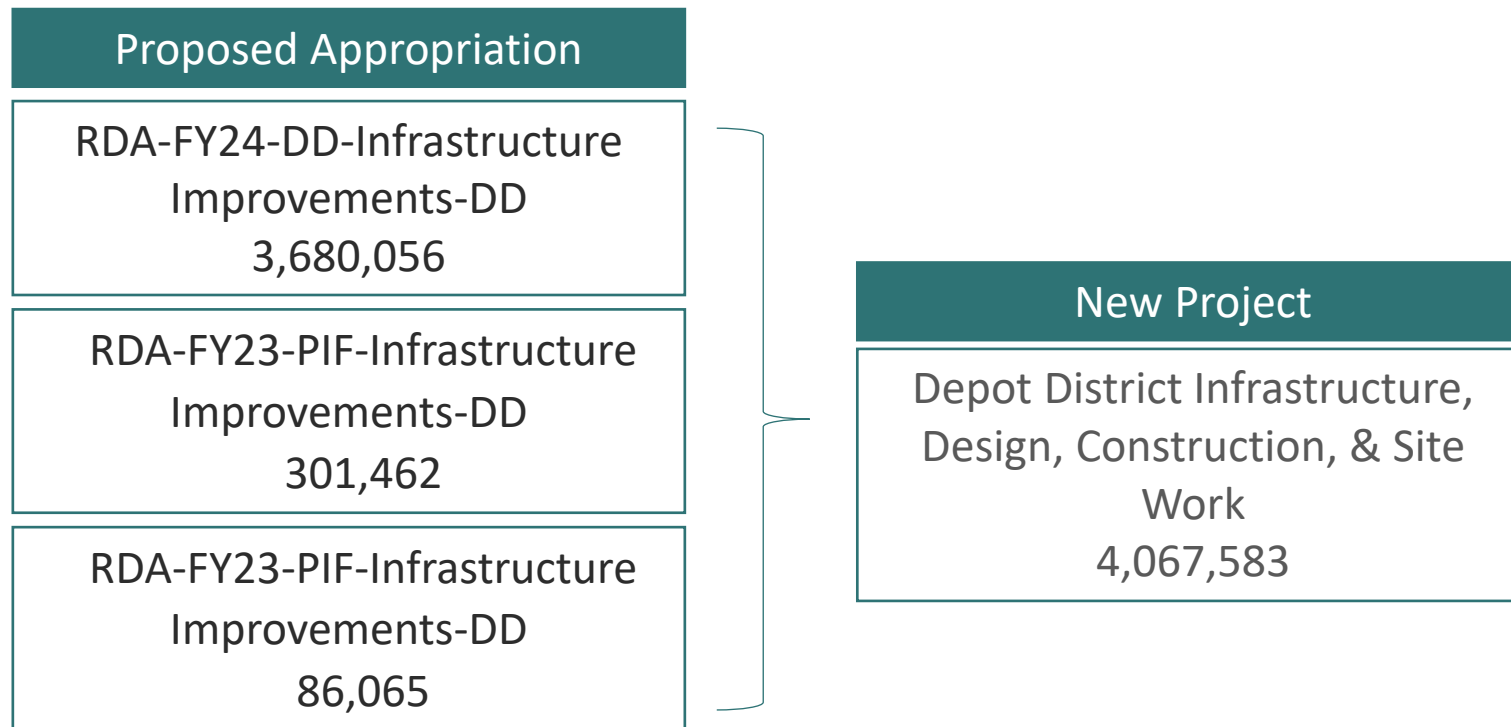 Proposed Appropriation
RDA-FY24-DD-Infrastructure
Improvements-DD
3,680,056
RDA-FY23-PIF-Infrastructure
Improvements-DD
301,462
RDA-FY23-PIF-Infrastructure
Improvements-DD
86,065
New Project
Depot District Infrastructure,
Design, Construction, & Site
Work
4,067,583